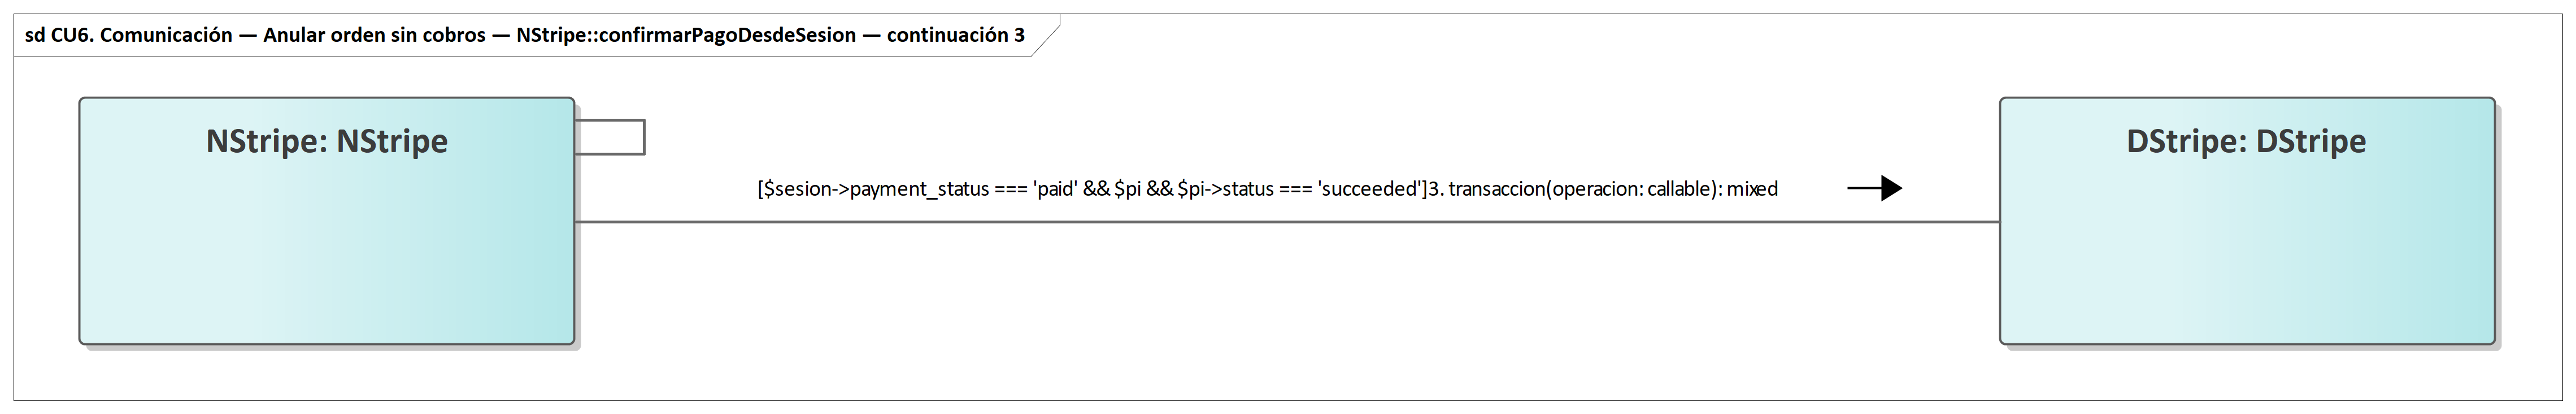 sd CU6. Comunicación — Anular orden sin cobros — NStripe::confirmarPagoDesdeSesion — continuación 3
NStripe: NStripe
DStripe: DStripe
[$sesion->payment_status === 'paid' && $pi && $pi->status === 'succeeded']3. transaccion(operacion: callable): mixed